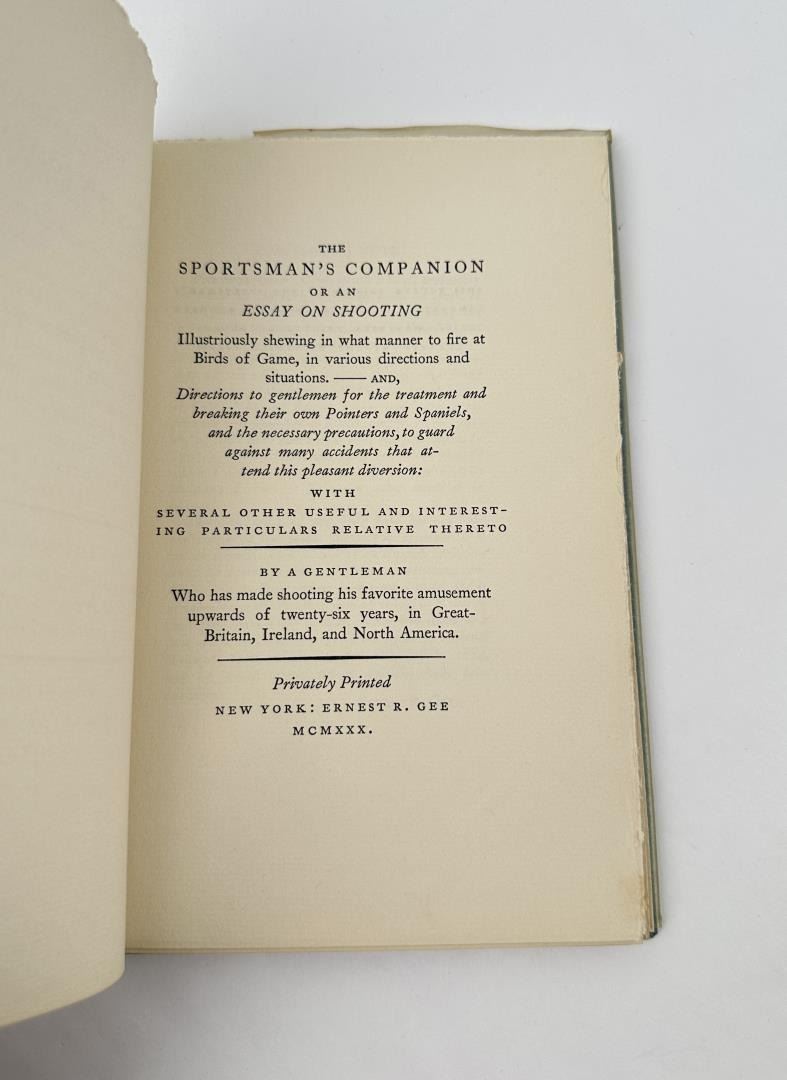 THE
SPORTSMAN'S COMPANION
OR AN
ESSAY ON SHOOTING
Illustriously shewing in what manner to fire at
Birds of Game, in various directions and
situations. —— AND,
Directions to gentlemen for the treatment and
breaking their own Pointers and Spaniels,
and the necessary precautions, to guard
against many accidents that at-
tend this pleasant diversion:
WITH
SEVERAL OTHER USEFUL AND INTEREST-
ING PARTICULARS RELATIVE THERETO
BY A GENTLEMAN
Who has made shooting his favorite amusement
upwards of twenty-six years, in Great-
Britain, Ireland, and North America.
Privately Printed
NEW YORK: ERNEST R. GEE
MCMXXX.